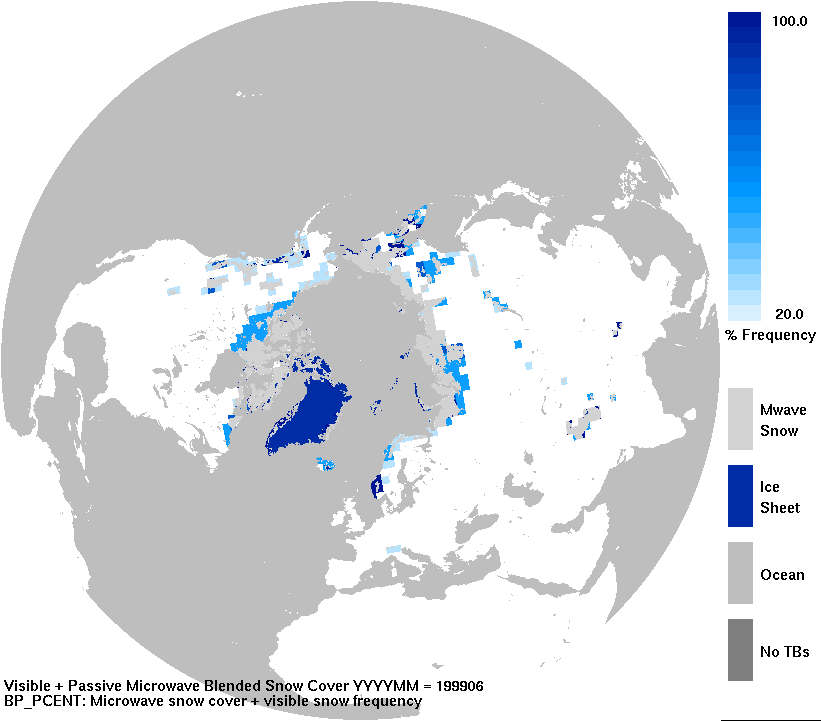 100.0
20.0
% Frequency
Mwave
Snow
Ice
Sheet
Ocean
No TBs
Visible + Passive Microwave Blended Snow Cover YYYYMM = 199906
BP_PCENT: Microwave snow cover + visible snow frequency